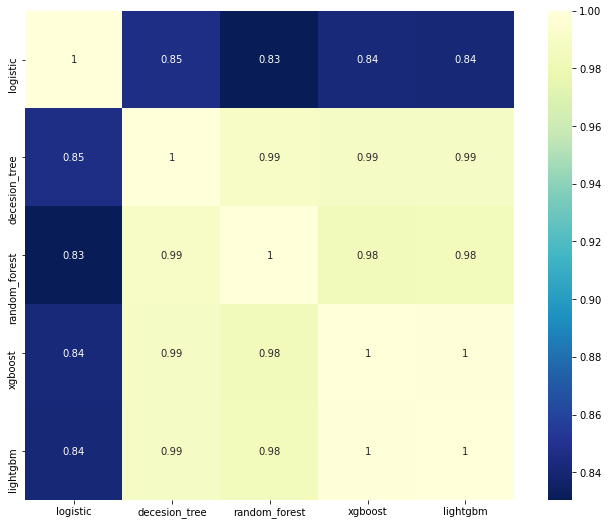 logistic 1 0.85 0.83 0.84 0.84
decesion_tree 0.85 1 0.99 0.99 0.99
random_forest 0.83 0.99 1 0.98 0.98
xgboost 0.84 0.99 0.98 1 1
lightgbm 0.84 0.99 0.98 1 1
logistic decesion_tree random_forest xgboost lightgbm
1.00
0.98
0.96
0.94
0.92
0.90
0.88
0.86
0.84